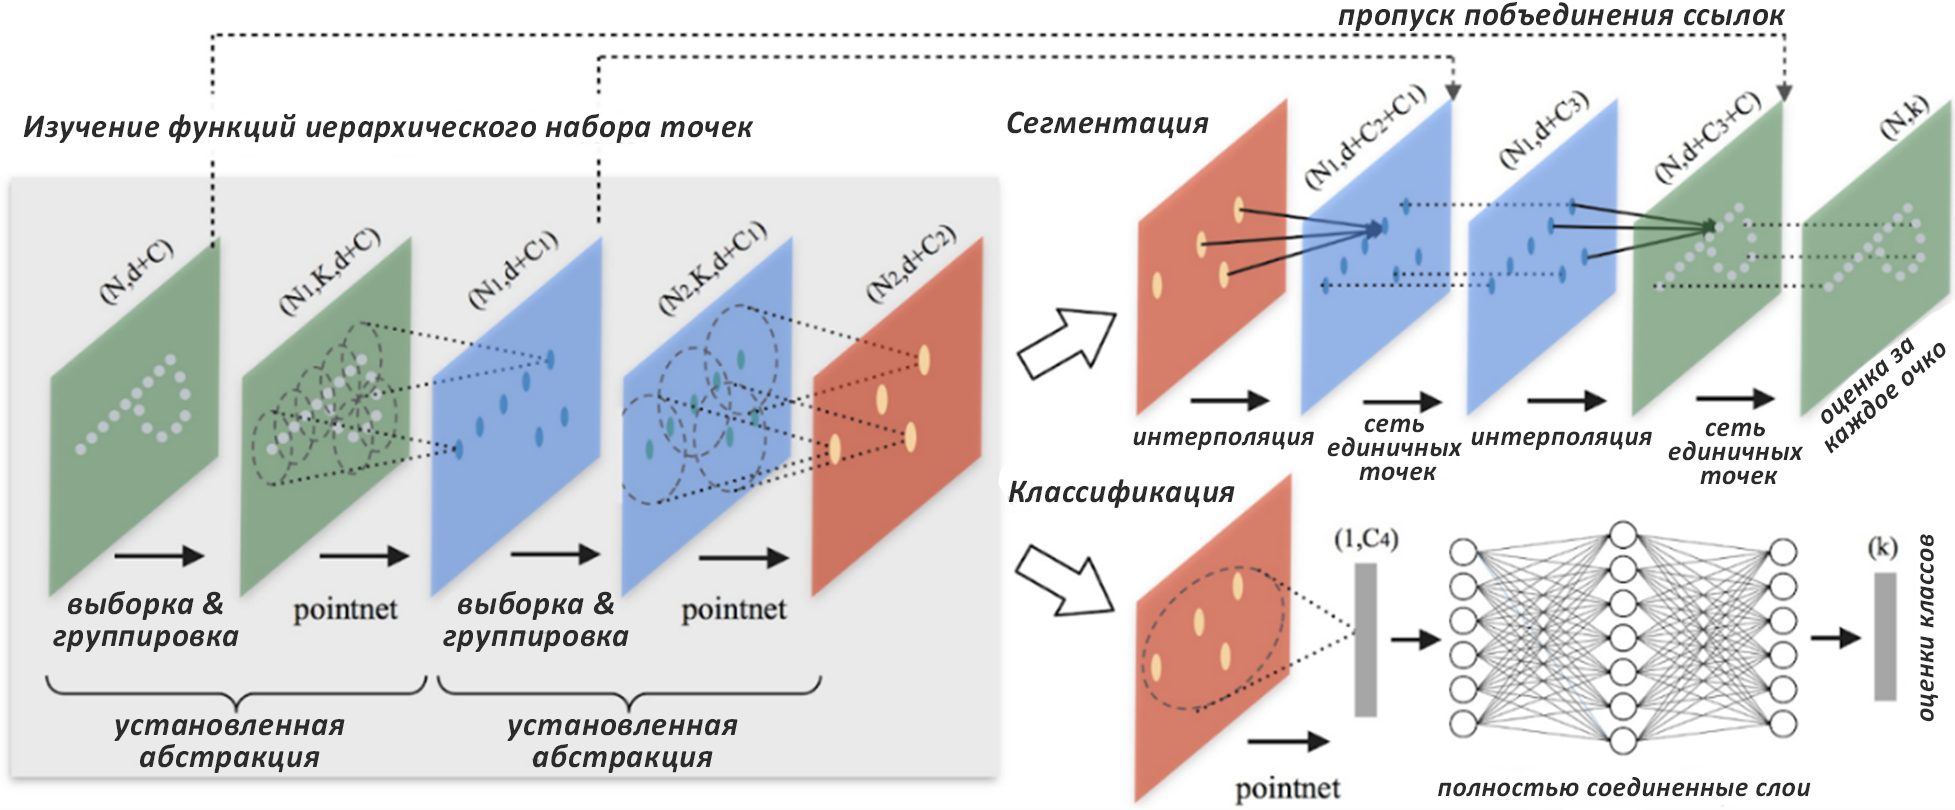 пропуск побъединения ссылок
Изучение функций иерархического набора точек
(N,d+C)
(N1,K,d+C)
(N1,d+C1)
(N2,K,d+C1)
(N2,d+C2)
выборка &
группировка
pointnet
выборка &
группировка
pointnet
установленная
абстракция
установленная
абстракция
Сегментация
(N1,d+C2+C1)
(N1,d+C3)
(N,d+C3+C)
(N,k)
интерполяция
сеть
единичных
точек
интерполяция
сеть
единичных
точек
оценка за
каждое очко
Классификация
pointnet
(1,C4)
полностью соединенные слои
(k)
оценки классов